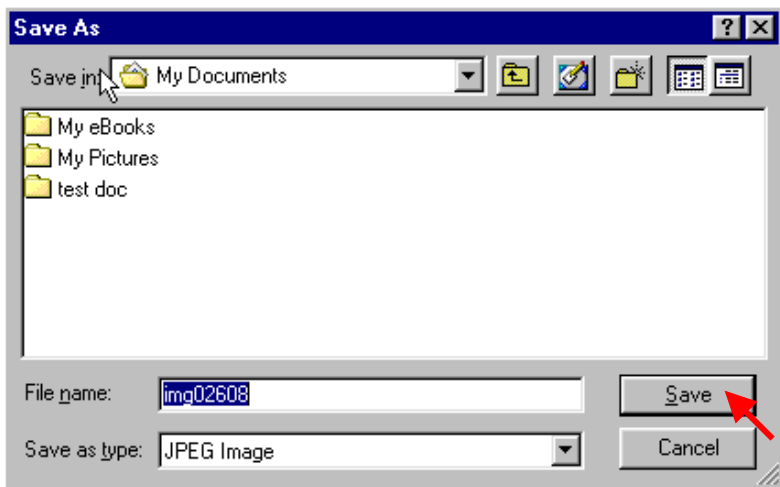 Save As
Save in: My Documents
My eBooks
My Pictures
test doc
File name: img02608 Save
Save as type: JPEG Image Cancel